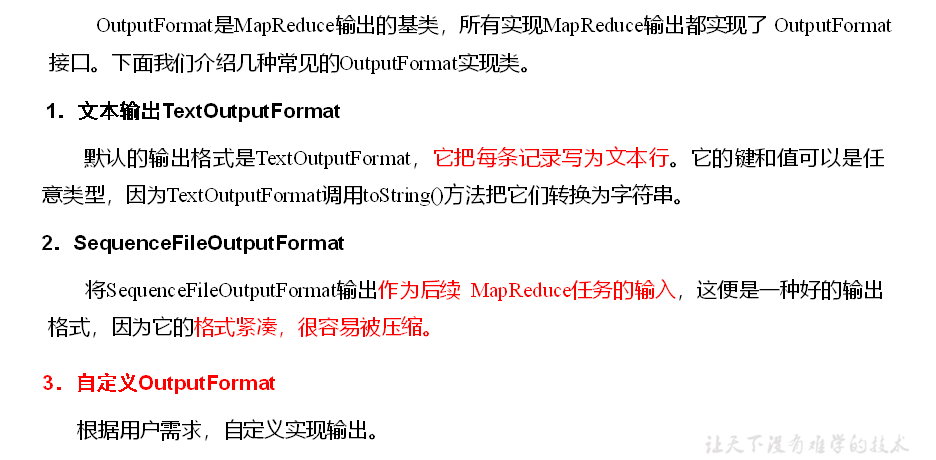 OutputFormat是MapReduce输出的基类，所有实现MapReduce输出都实现了 OutputFormat
接口。下面我们介绍几种常见的OutputFormat实现类。
1．文本输出TextOutputFormat
默认的输出格式是TextOutputFormat，它把每条记录写为文本行。它的键和值可以是任
意类型，因为TextOutputFormat调用toString()方法把它们转换为字符串。
2．SequenceFileOutputFormat
将SequenceFileOutputFormat输出作为后续 MapReduce任务的输入，这便是一种好的输出
格式，因为它的格式紧凑，很容易被压缩。
3．自定义OutputFormat
根据用户需求，自定义实现输出。
让天下没有难学的技术